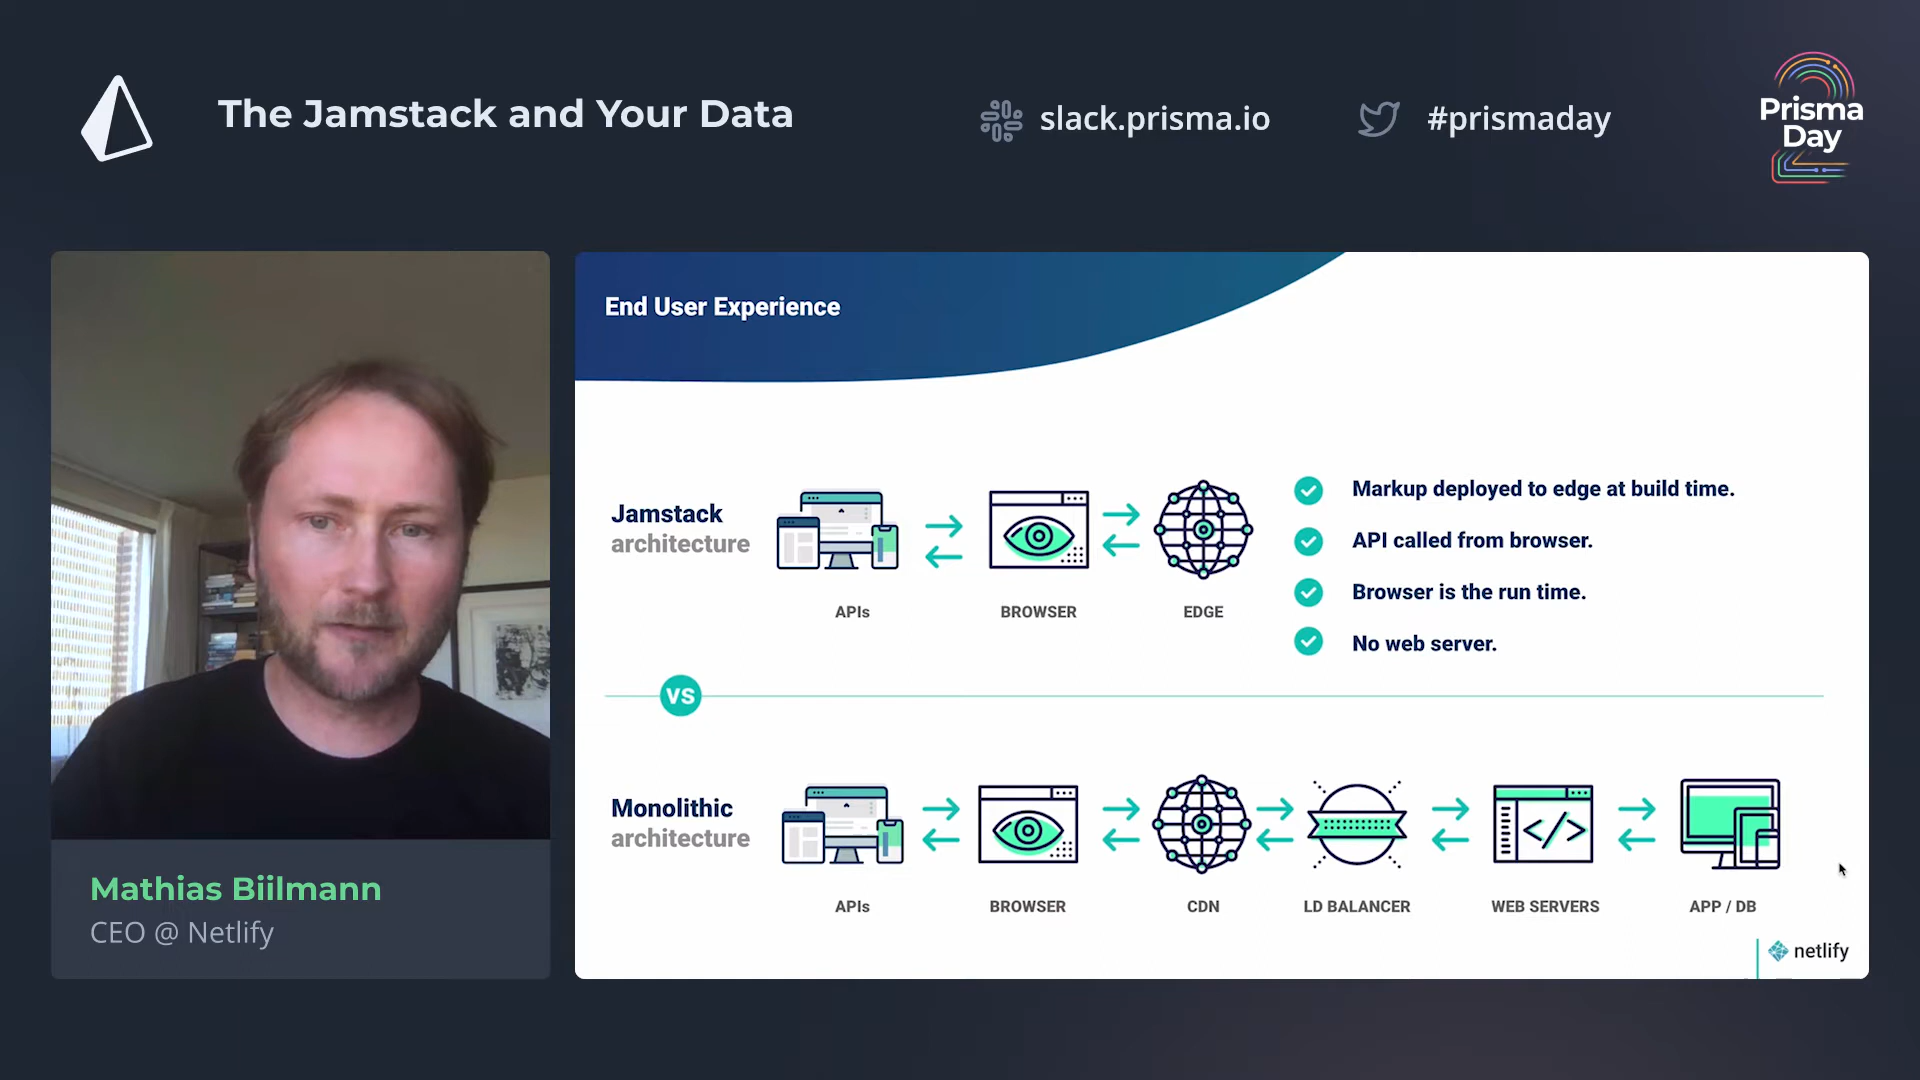 The Jamstack and Your Data
slack.prisma.io
#prismaday
Prisma
Day
End User Experience
Jamstack
architecture
APIs
BROWSER
EDGE
Markup deployed to edge at build time.
API called from browser.
Browser is the run time.
No web server.
VS
Monolithic
architecture
APIs
BROWSER
CDN
LD BALANCER
WEB SERVERS
APP / DB
netlify
Mathias Biilmann
CEO @ Netlify